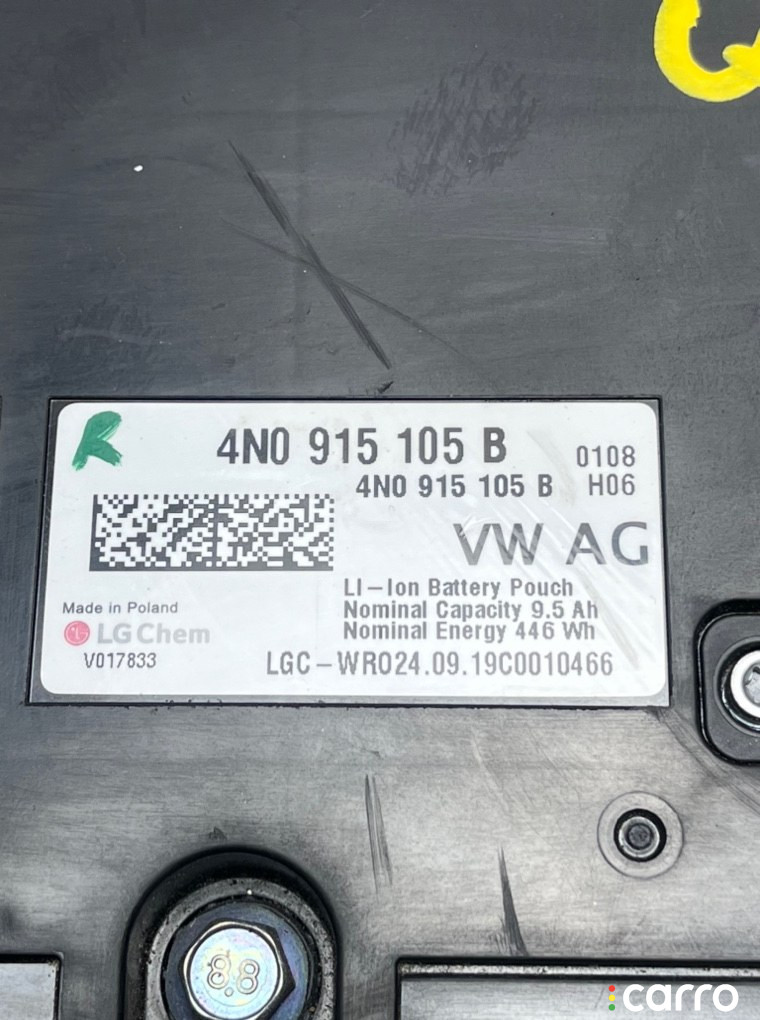 R
4N0 915 105 B
0108
4N0 915 105 B
H06
VW AG
LI-Ion Battery Pouch
Nominal Capacity 9.5 Ah
Nominal Energy 446 Wh
Made in Poland
LG Chem
V017833
LGC-WRO24.09.19C0010466
8.8
carro